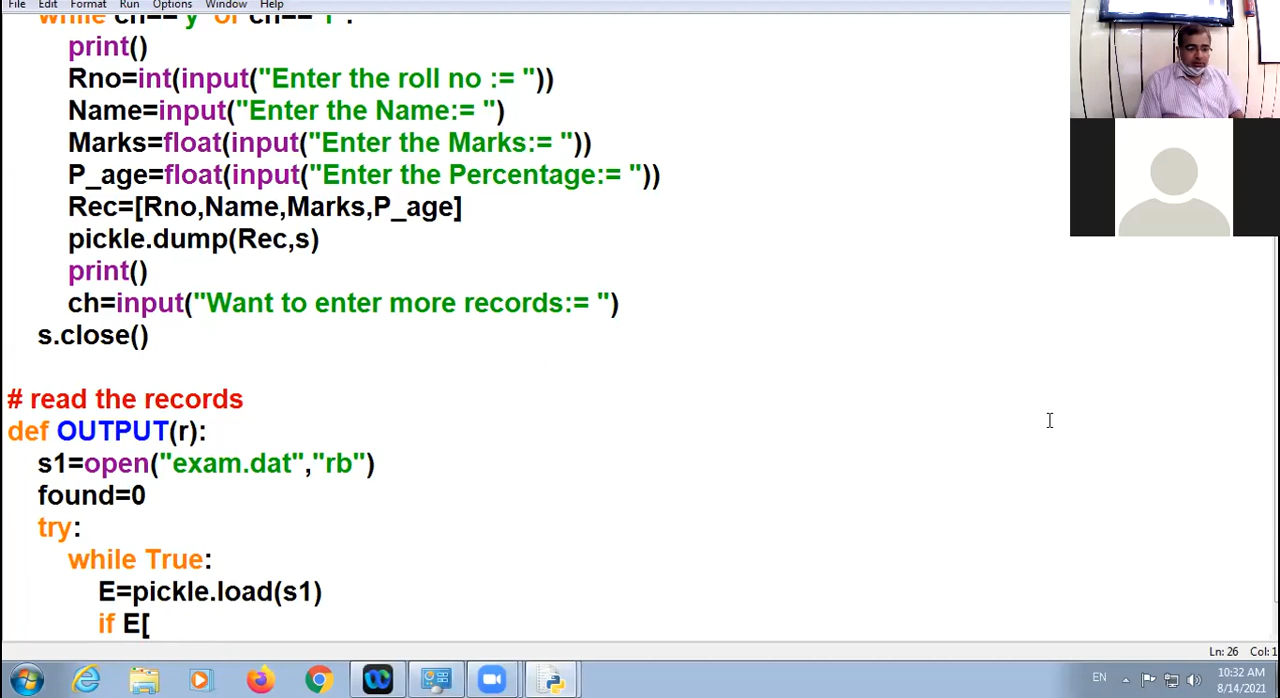 File Edit Format Run Options Window Help
while ch=='y' or ch=='Y':
print()
Rno=int(input("Enter the roll no := "))
Name=input("Enter the Name:= ")
Marks=float(input("Enter the Marks:= "))
P_age=float(input("Enter the Percentage:= "))
Rec=[Rno,Name,Marks,P_age]
pickle.dump(Rec,s)
print()
ch=input("Want to enter more records:= ")
s.close()
# read the records
def OUTPUT(r):
s1=open("exam.dat","rb")
found=0
try:
while True:
E=pickle.load(s1)
if E[
Ln: 26 Col: 1
EN
10:32 AM
8/14/2021